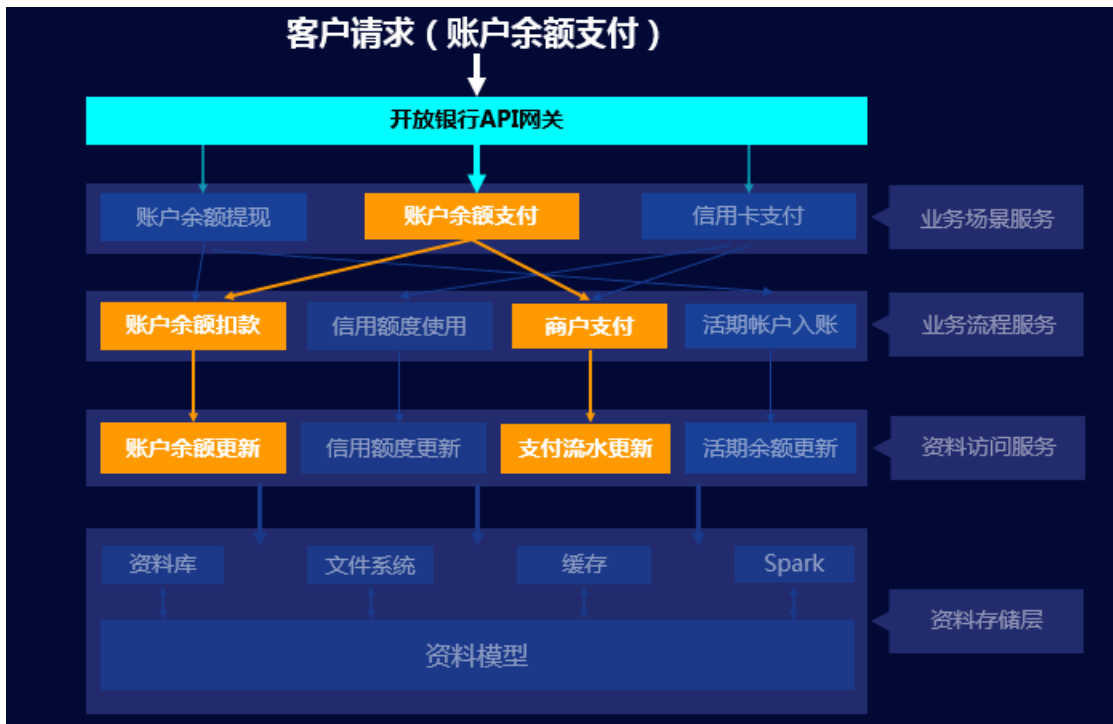 客户请求（账户余额支付）
开放银行API网关
账户余额提现
账户余额支付
信用卡支付
业务场景服务
账户余额扣款
信用额度使用
商户支付
活期帐户入账
业务流程服务
账户余额更新
信用额度更新
支付流水更新
活期余额更新
资料访问服务
资料库
文件系统
缓存
Spark
资料存储层
资料模型